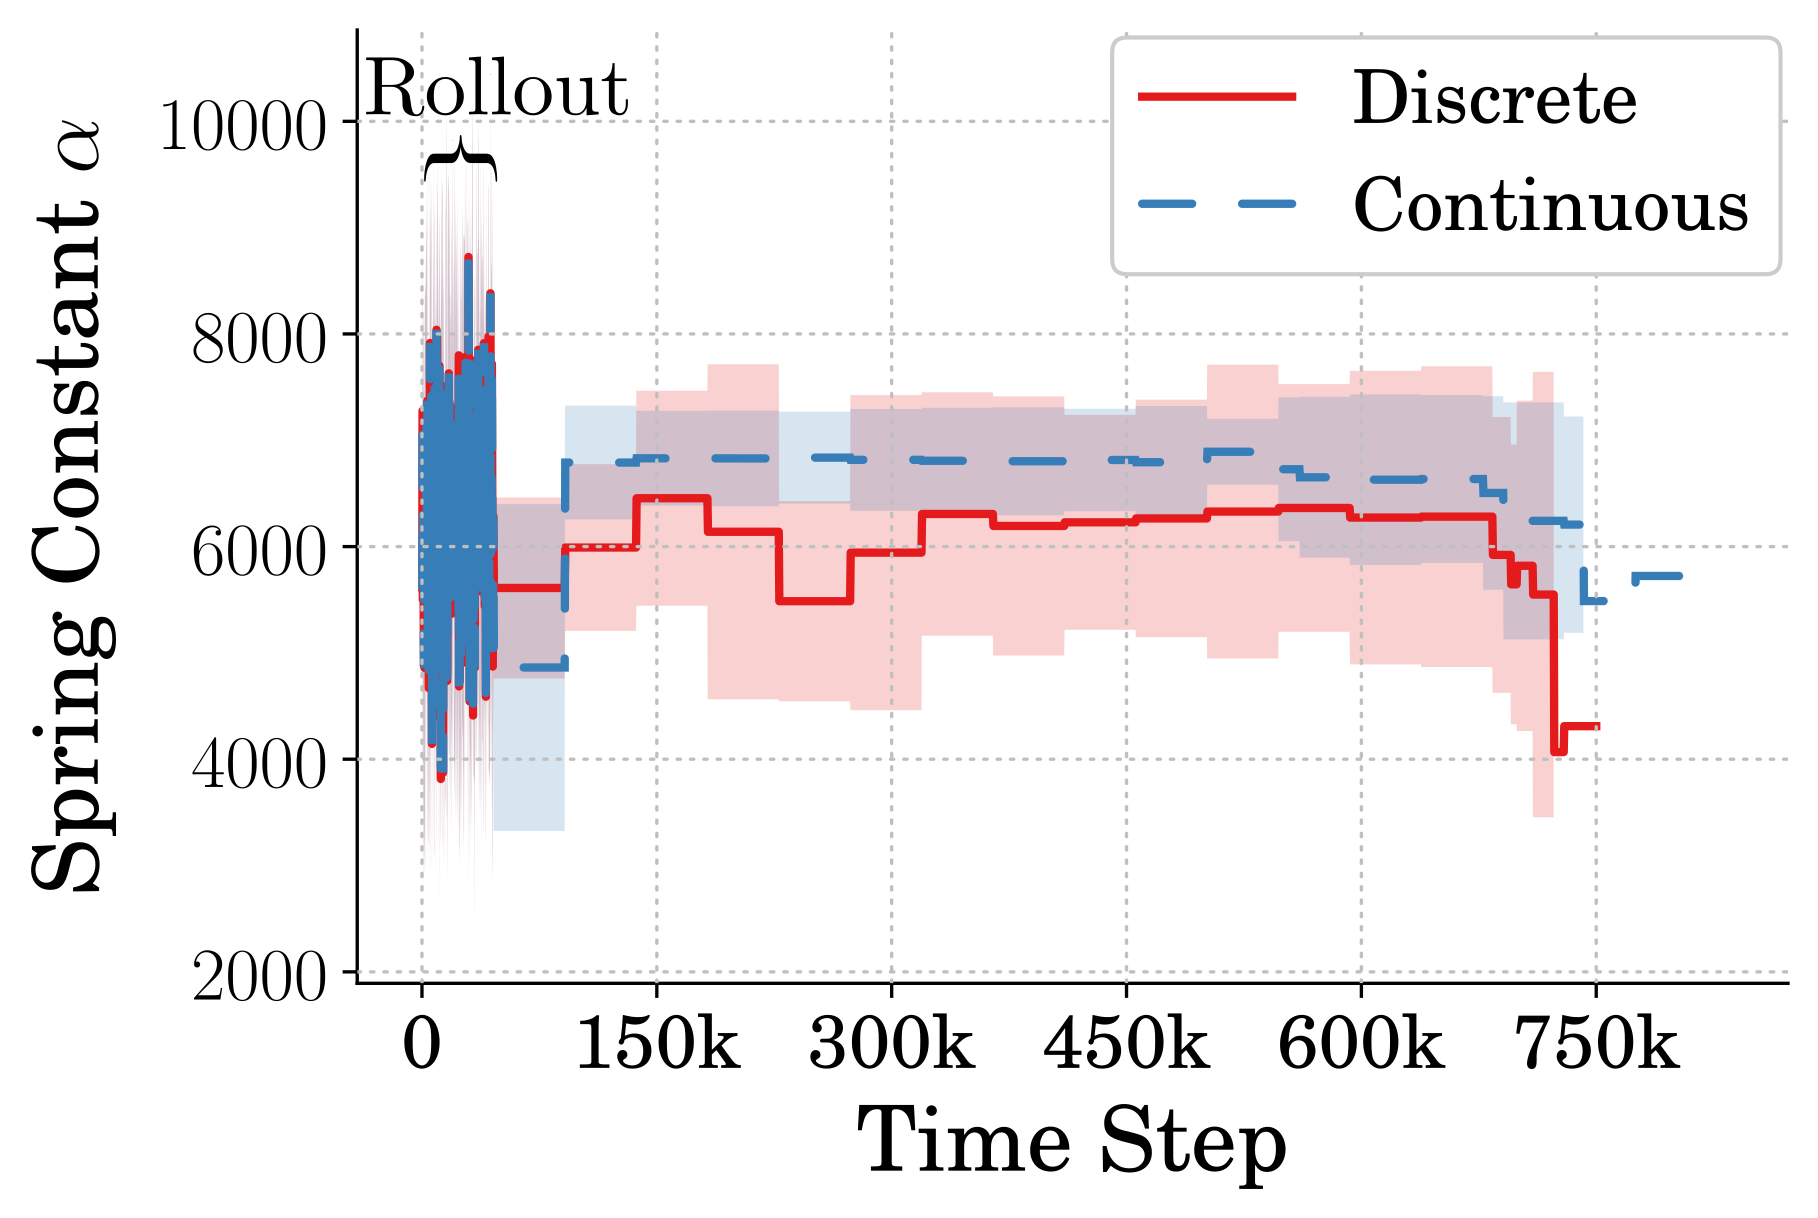 Rollout
Discrete
Continuous
Spring Constant α
10000
8000
6000
4000
2000
0 150k 300k 450k 600k 750k
Time Step